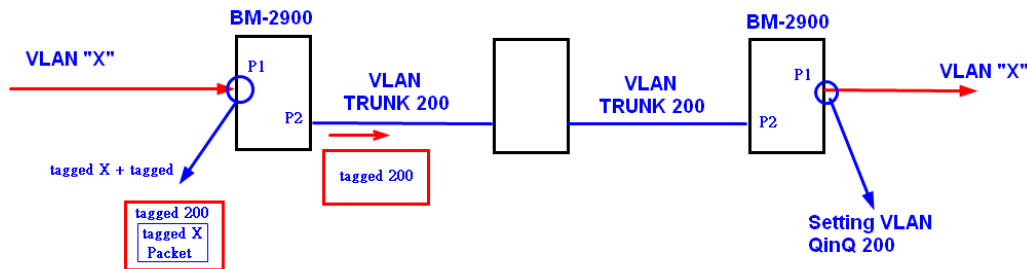 BM-2900
BM-2900
VLAN "X"
P1
P1
VLAN "X"
VLAN
TRUNK 200
VLAN
TRUNK 200
P2
P2
tagged X + tagged
tagged 200
tagged 200
tagged X
Packet
Setting VLAN
QinQ 200